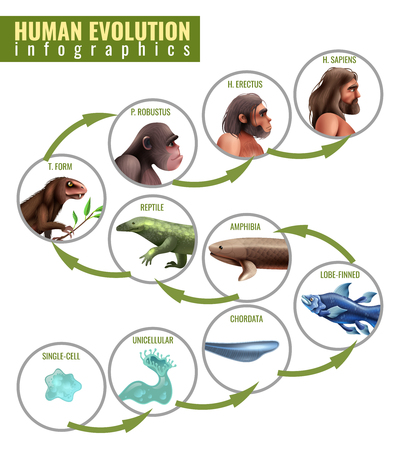 HUMAN EVOLUTION
infographics
H. SAPIENS
H. ERECTUS
P. ROBUSTUS
T. FORM
REPTILE
AMPHIBIA
LOBE-FINNED
CHORDATA
UNICELLULAR
SINGLE-CELL